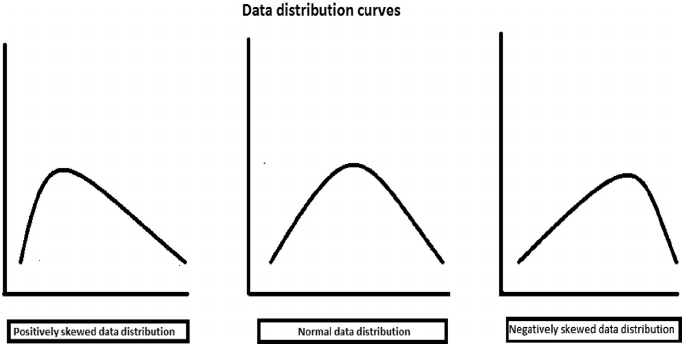 Data distribution curves
Positively skewed data distribution
Normal data distribution
Negatively skewed data distribution